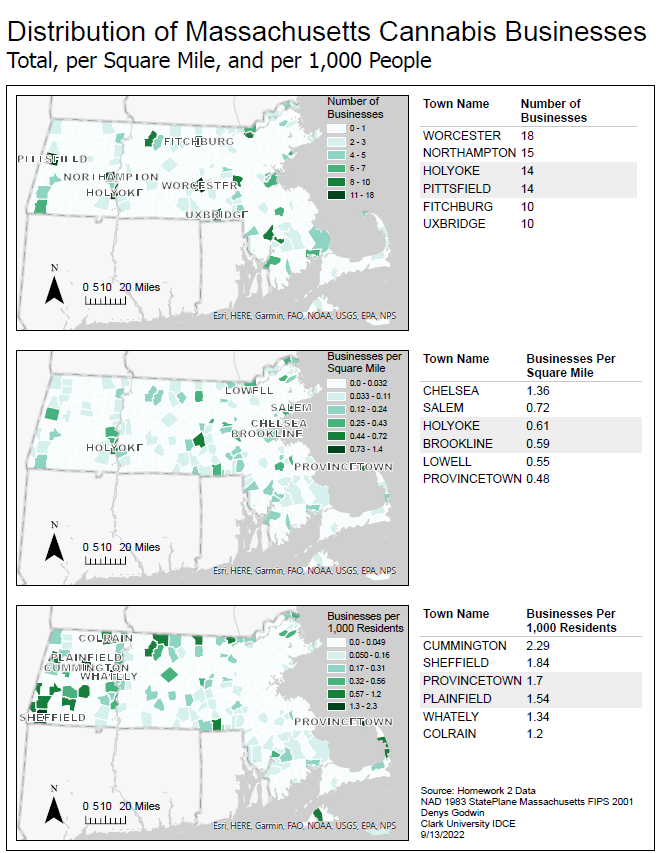 Distribution of Massachusetts Cannabis Businesses
Total, per Square Mile, and per 1,000 People
Number of
Businesses
0 - 1
2 - 3
4 - 5
6 - 7
8 - 10
11 - 18
FITCHBURG
PITTSFIELD
NORTHAMPTON
HOLYOKE
WORCESTER
UXBRIDGE
N
0 5 10 20 Miles
Esri, HERE, Garmin, FAO, NOAA, USGS, EPA, NPS
Town Name Number of
Businesses
WORCESTER 18
NORTHAMPTON 15
HOLYOKE 14
PITTSFIELD 14
FITCHBURG 10
UXBRIDGE 10
Businesses per
Square Mile
0.0 - 0.032
0.033 - 0.11
0.12 - 0.24
0.25 - 0.43
0.44 - 0.72
0.73 - 1.4
LOWELL
SALEM
CHELSEA
BROOKLINE
HOLYOKE
PROVINCETOWN
N
0 5 10 20 Miles
Esri, HERE, Garmin, FAO, NOAA, USGS, EPA, NPS
Town Name Businesses Per
Square Mile
CHELSEA 1.36
SALEM 0.72
HOLYOKE 0.61
BROOKLINE 0.59
LOWELL 0.55
PROVINCETOWN 0.48
Businesses per
1,000 Residents
0.0 - 0.049
0.050 - 0.16
0.17 - 0.31
0.32 - 0.56
0.57 - 1.2
1.3 - 2.3
COLRAIN
PLAINFIELD
CUMMINGTON
WHATELY
SHEFFIELD
PROVINCETOWN
N
0 5 10 20 Miles
Esri, HERE, Garmin, FAO, NOAA, USGS, EPA, NPS
Town Name Businesses Per
1,000 Residents
CUMMINGTON 2.29
SHEFFIELD 1.84
PROVINCETOWN 1.7
PLAINFIELD 1.54
WHATELY 1.34
COLRAIN 1.2
Source: Homework 2 Data
NAD 1983 StatePlane Massachusetts FIPS 2001
Denys Godwin
Clark University IDCE
9/13/2022